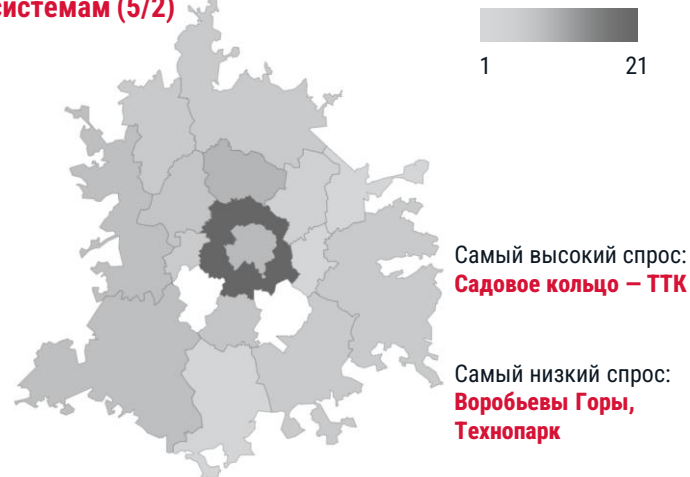 системам (5/2)
1 21
Самый высокий спрос:
Садовое кольцо — ТТК
Самый низкий спрос:
Воробьевы Горы,
Технопарк